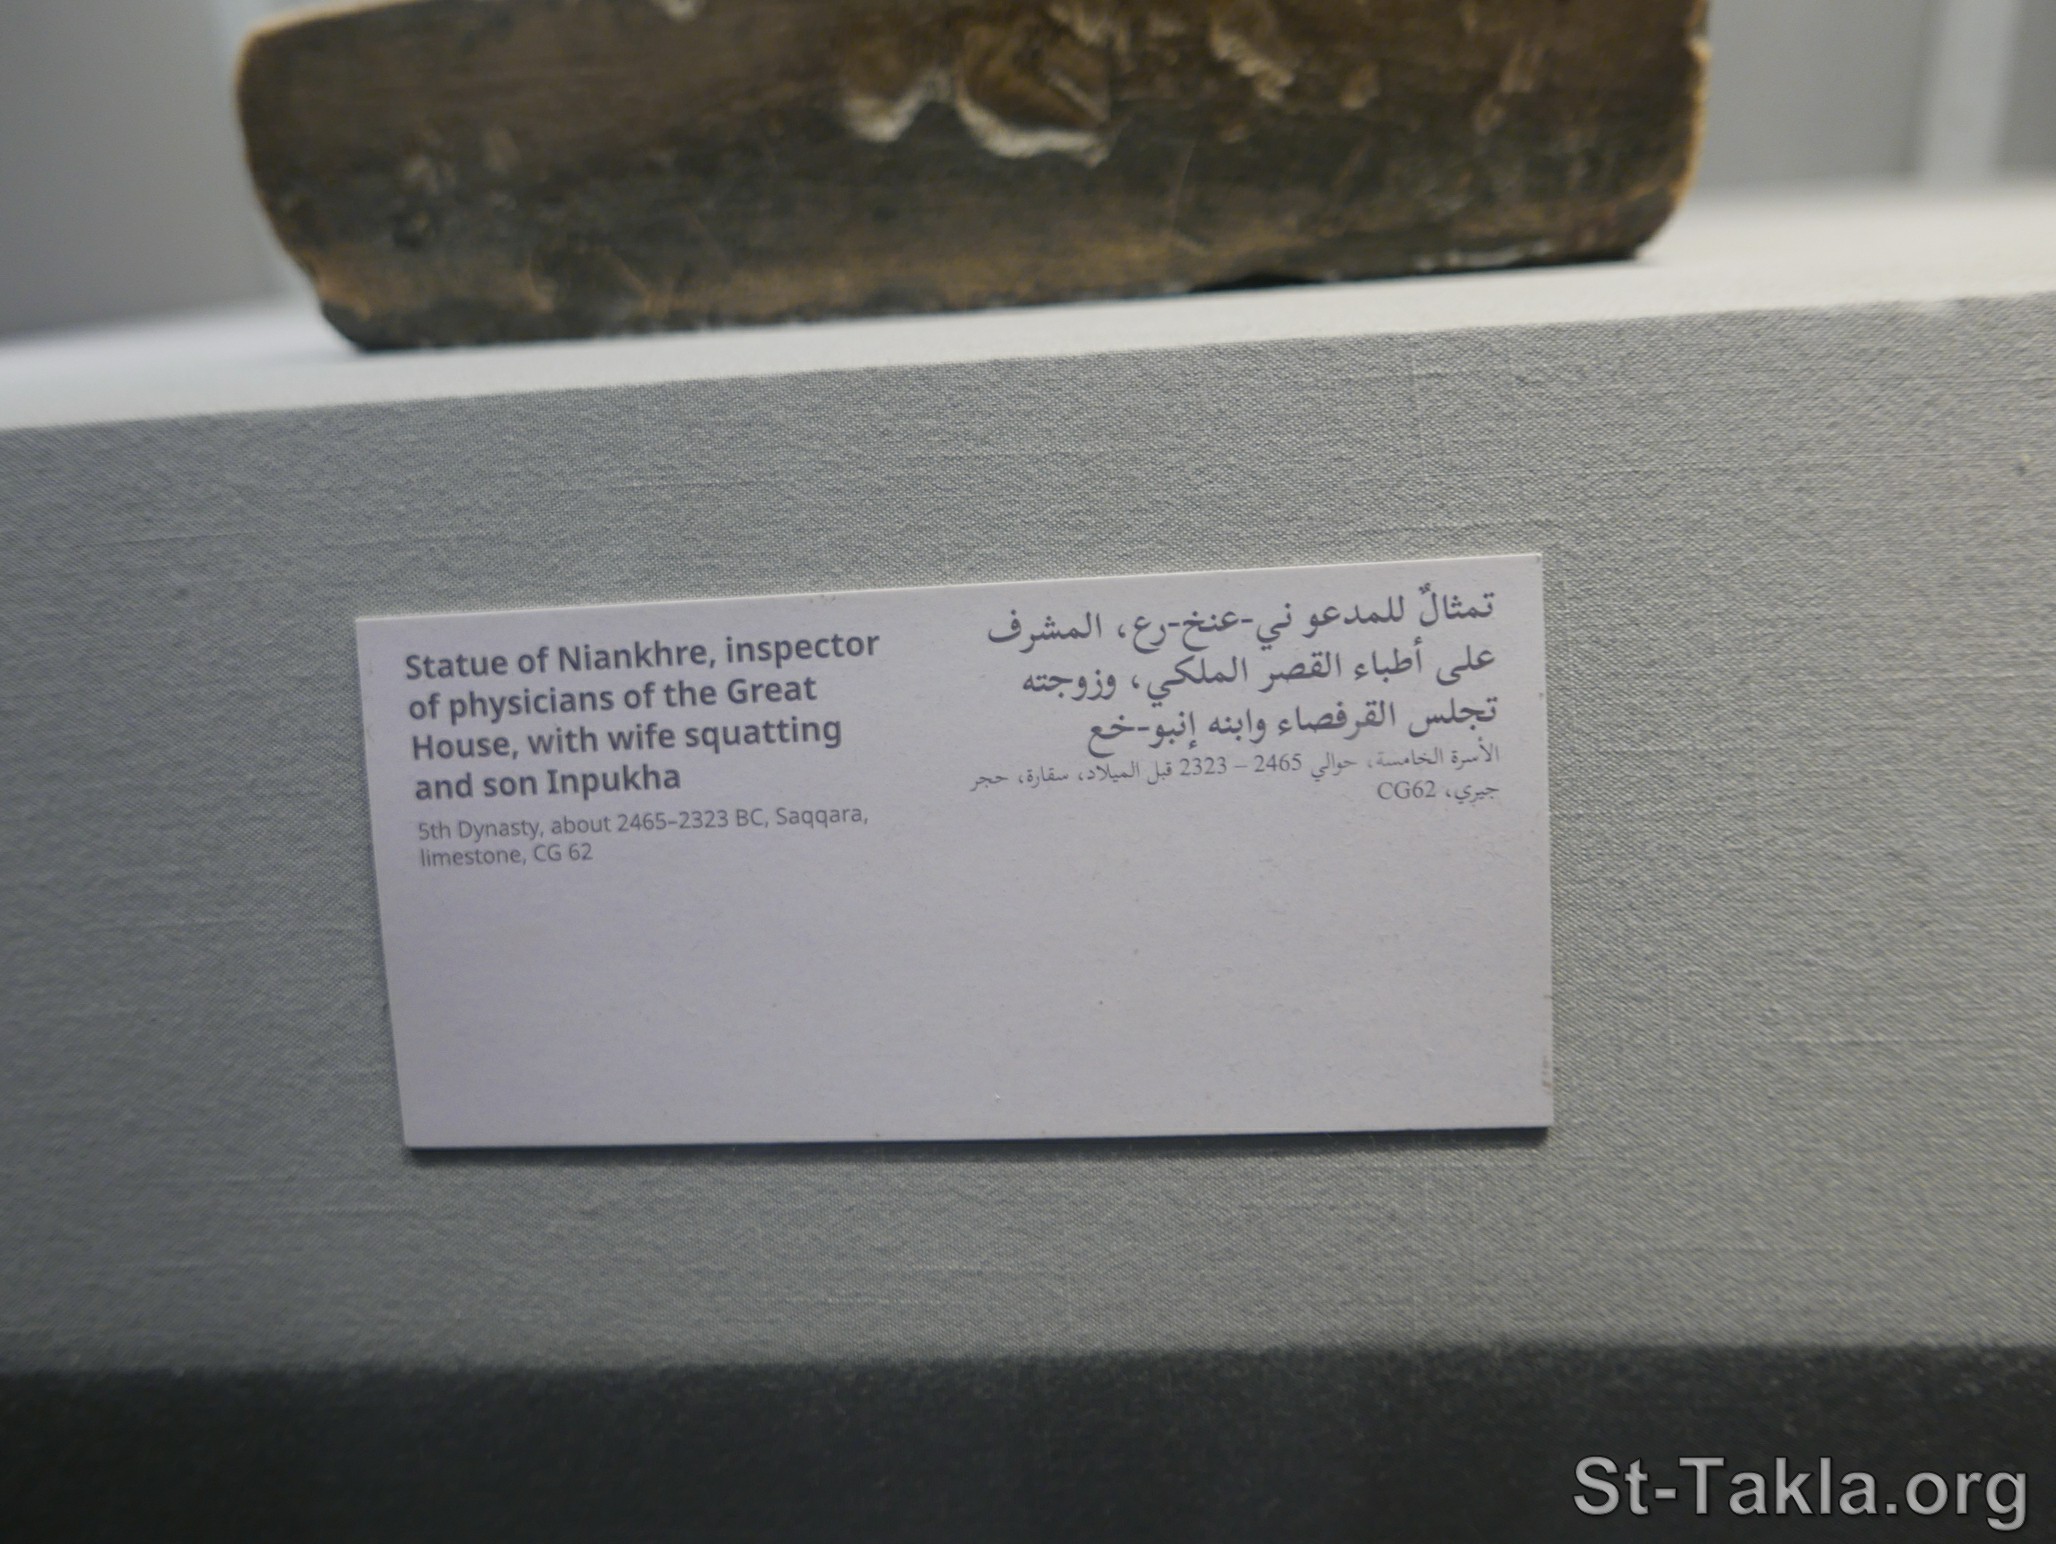 Statue of Niankhre, inspector
of physicians of the Great
House, with wife squatting
and son Inpukha
5th Dynasty, about 2465–2323 BC, Saqqara,
limestone, CG 62
تمثالٌ للمدعو ني-عنخ-رع، المشرف
على أطباء القصر الملكي، وزوجته
تجلس القرفصاء وابنه إنبو-خع
الأسرة الخامسة، حوالي 2465 – 2323 قبل الميلاد، سقارة، حجر
جيري، CG62
St-Takla.org